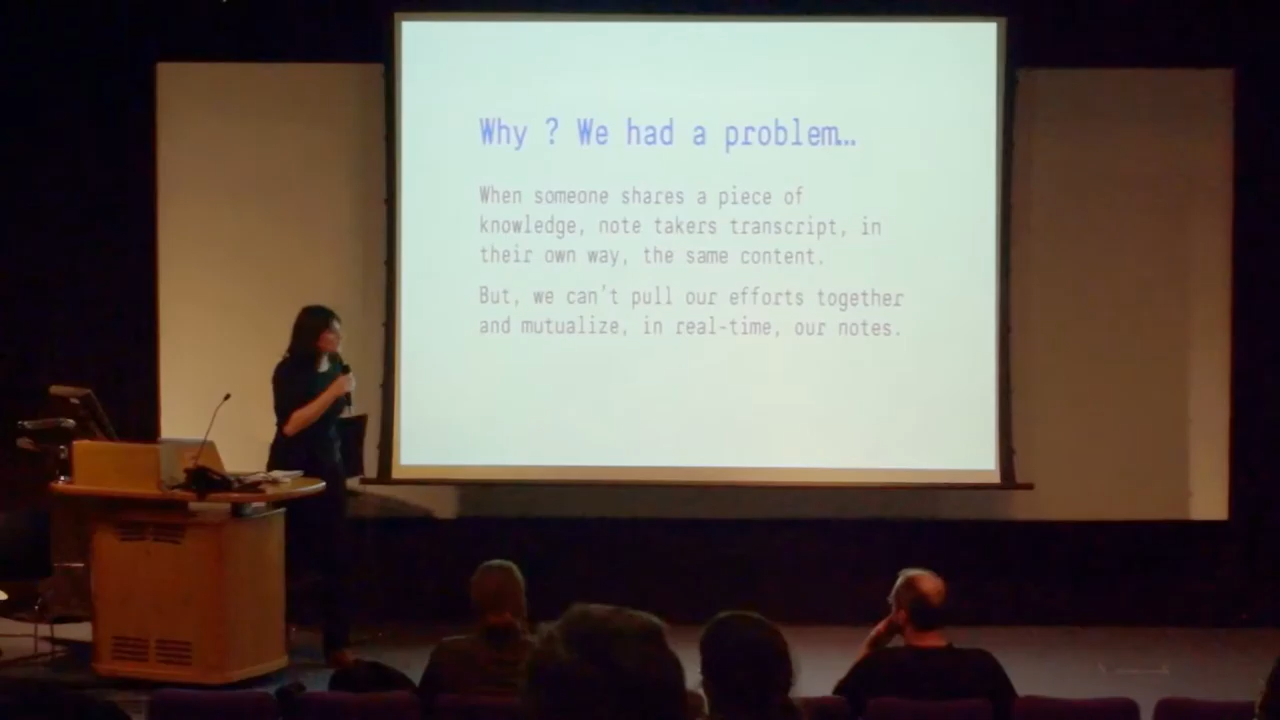 Why ? We had a problem…
When someone shares a piece of
knowledge, note takers transcript, in
their own way, the same content.
But, we can't pull our efforts together
and mutualize, in real-time, our notes.